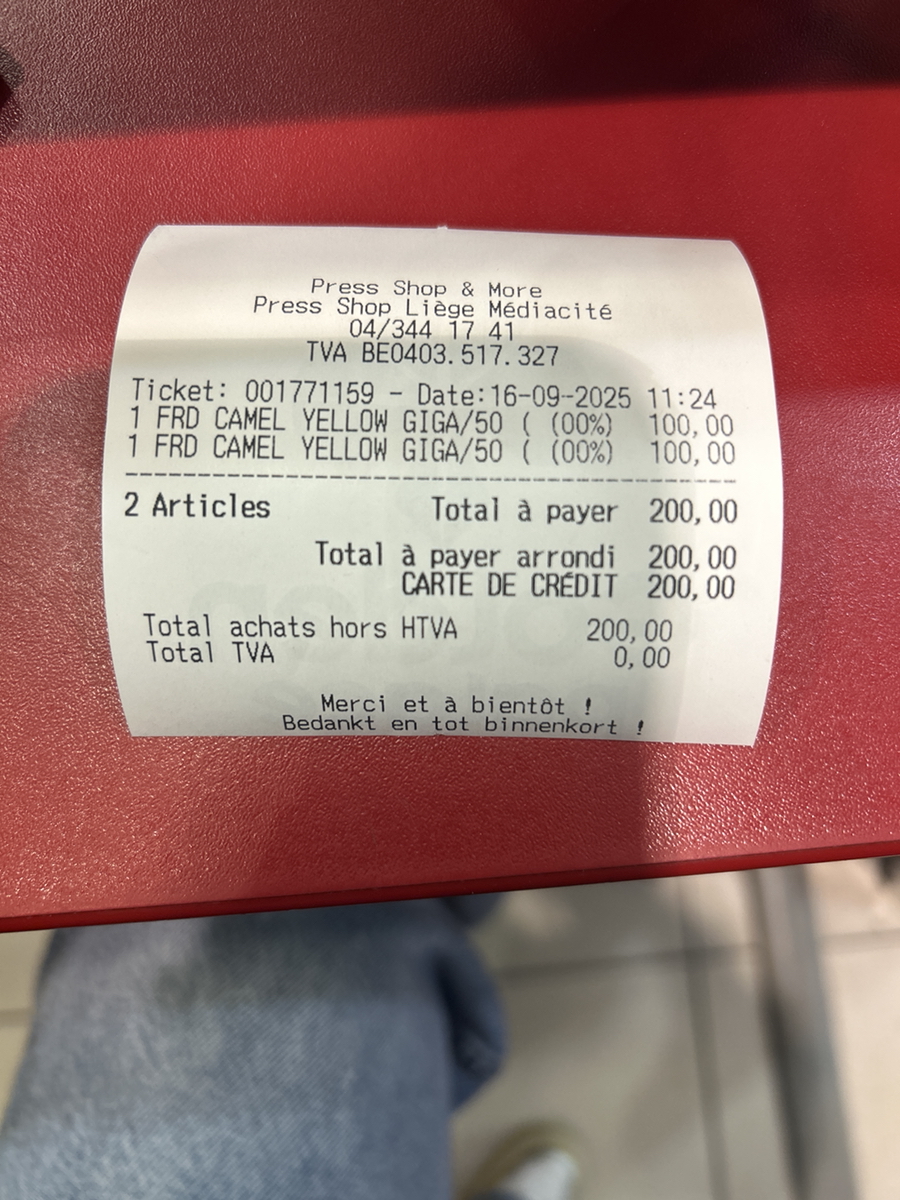 Press Shop & More
Press Shop Liège Médiacité
04/344 17 41
TVA BE0403.517.327
Ticket: 001771159 - Date:16-09-2025 11:24
1 FRD CAMEL YELLOW GIGA/50 ( (00%) 100,00
1 FRD CAMEL YELLOW GIGA/50 ( (00%) 100,00
2 Articles Total à payer 200,00
Total à payer arrondi 200,00
CARTE DE CRÉDIT 200,00
Total achats hors HTVA 200,00
Total TVA 0,00
Merci et à bientôt !
Bedankt en tot binnenkort !